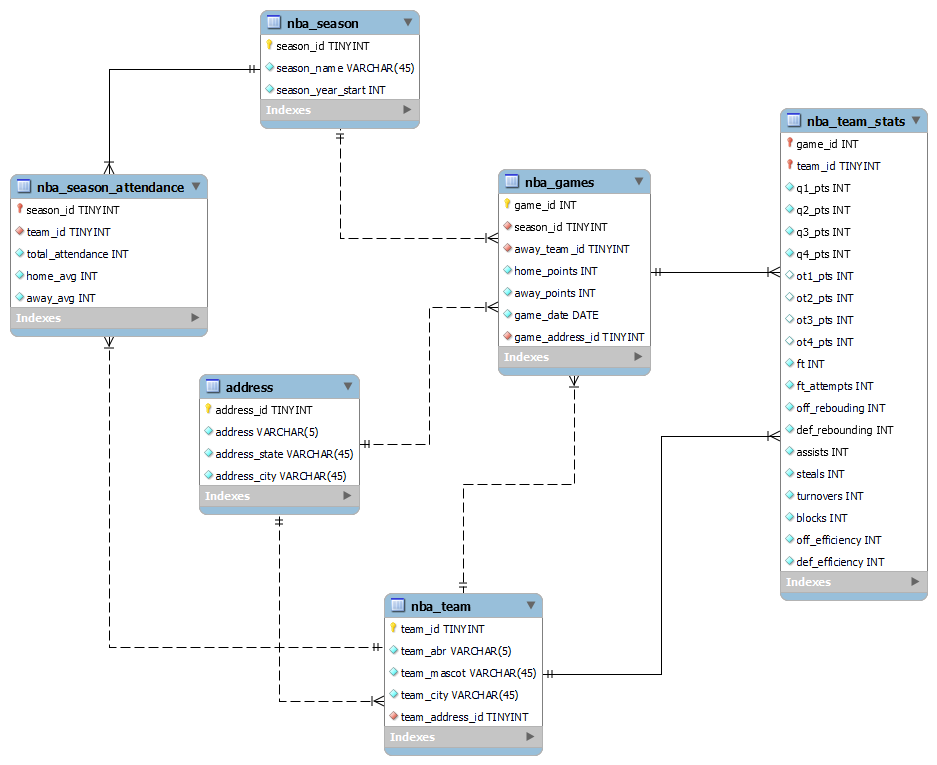 nba_season
season_id TINYINT
season_name VARCHAR(45)
season_year_start INT
Indexes
nba_season_attendance
season_id TINYINT
team_id TINYINT
total_attendance INT
home_avg INT
away_avg INT
Indexes
nba_games
game_id INT
season_id TINYINT
away_team_id TINYINT
home_points INT
away_points INT
game_date DATE
game_address_id TINYINT
Indexes
nba_team_stats
game_id INT
team_id TINYINT
q1_pts INT
q2_pts INT
q3_pts INT
q4_pts INT
ot1_pts INT
ot2_pts INT
ot3_pts INT
ot4_pts INT
ft INT
ft_attempts INT
off_rebouding INT
def_rebounding INT
assists INT
steals INT
turnovers INT
blocks INT
off_efficiency INT
def_efficiency INT
Indexes
address
address_id TINYINT
address VARCHAR(5)
address_state VARCHAR(45)
address_city VARCHAR(45)
Indexes
nba_team
team_id TINYINT
team_abr VARCHAR(5)
team_mascot VARCHAR(45)
team_city VARCHAR(45)
team_address_id TINYINT
Indexes